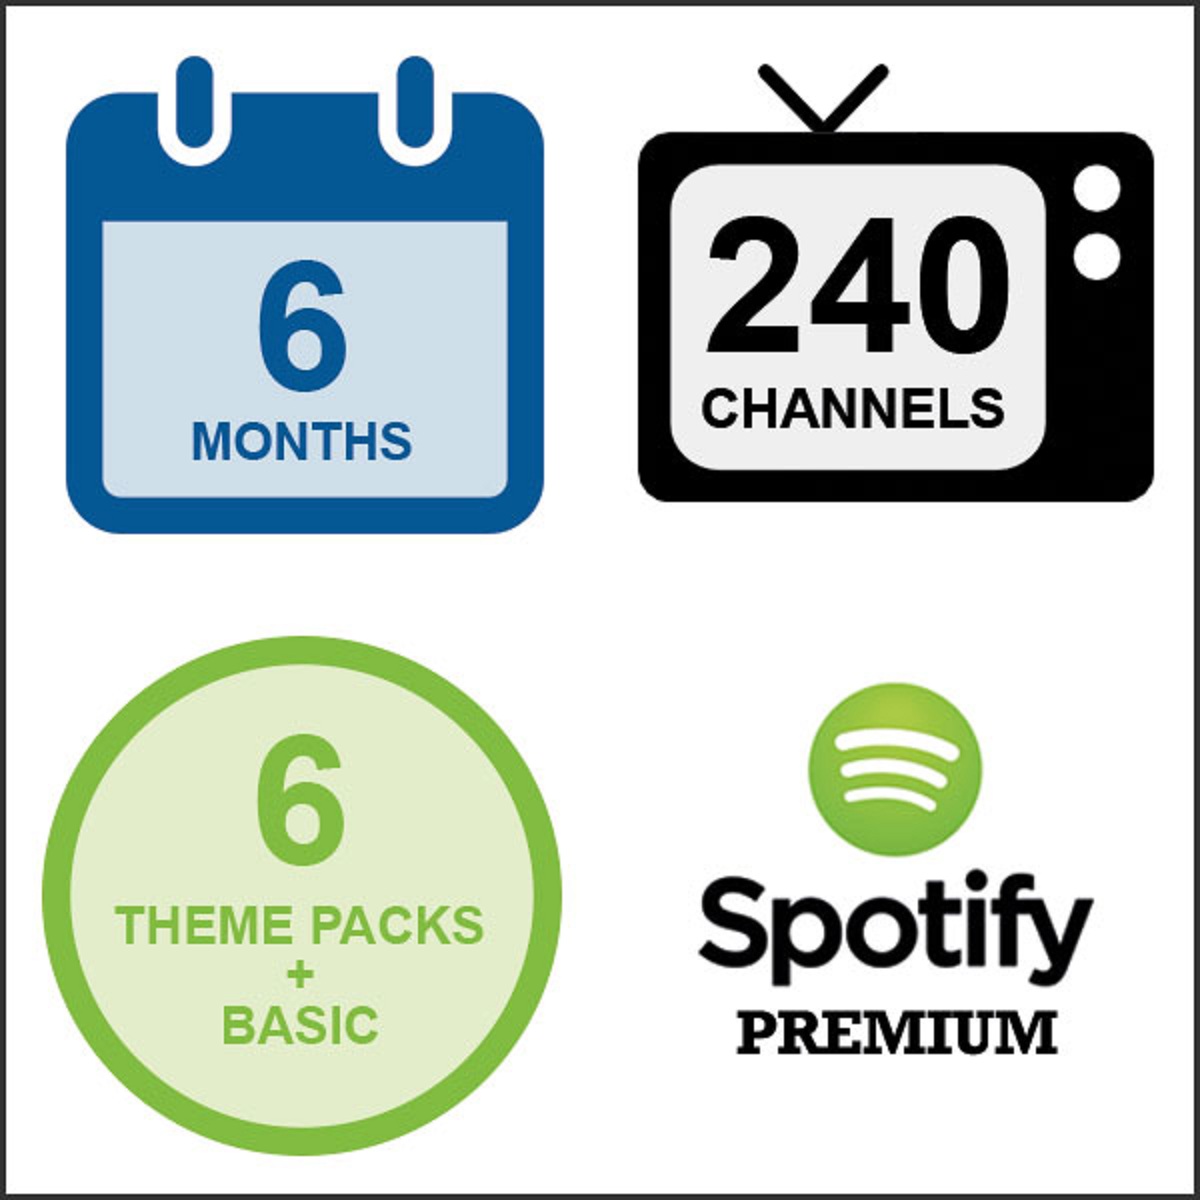 6
MONTHS
240
CHANNELS
6
THEME PACKS
+
BASIC
Spotify
PREMIUM